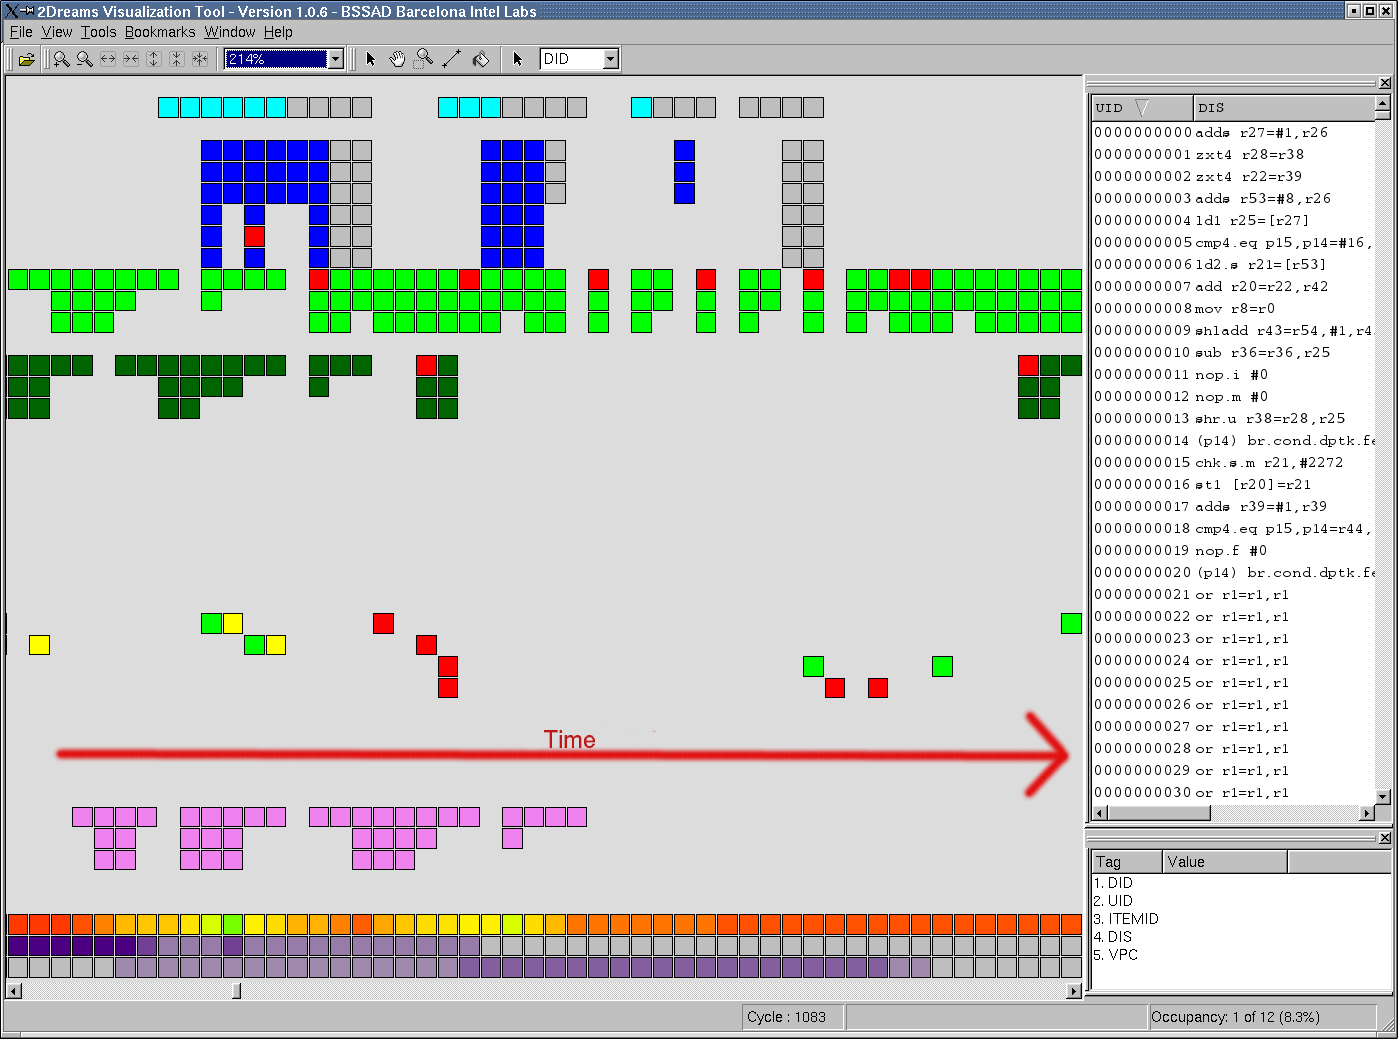 2Dreams Visualization Tool - Version 1.0.6 - BSSAD Barcelona Intel Labs
File View Tools Bookmarks Window Help
214% DID
UID DIS
0000000000 adds r27=#1,r26
0000000001 zxt4 r28=r38
0000000002 zxt4 r22=r39
0000000003 adds r53=#8,r26
0000000004 ld1 r25=[r27]
0000000005 cmp4.eq p15,p14=#16,
0000000006 ld2.s r21=[r53]
0000000007 add r20=r22,r42
0000000008 mov r8=r0
0000000009 shladd r43=r54,#1,r4
0000000010 sub r36=r36,r25
0000000011 nop.i #0
0000000012 nop.m #0
0000000013 shr.u r38=r28,r25
0000000014 (p14) br.cond.dptk.fe
0000000015 chk.s.m r21,#2272
0000000016 st1 [r20]=r21
0000000017 adds r39=#1,r39
0000000018 cmp4.eq p15,p14=r44,
0000000019 nop.f #0
0000000020 (p14) br.cond.dptk.fe
0000000021 or r1=r1,r1
0000000022 or r1=r1,r1
0000000023 or r1=r1,r1
0000000024 or r1=r1,r1
0000000025 or r1=r1,r1
0000000026 or r1=r1,r1
0000000027 or r1=r1,r1
0000000028 or r1=r1,r1
0000000029 or r1=r1,r1
0000000030 or r1=r1,r1
Time
Tag Value
1. DID
2. UID
3. ITEMID
4. DIS
5. VPC
Cycle : 1083
Occupancy: 1 of 12 (8.3%)